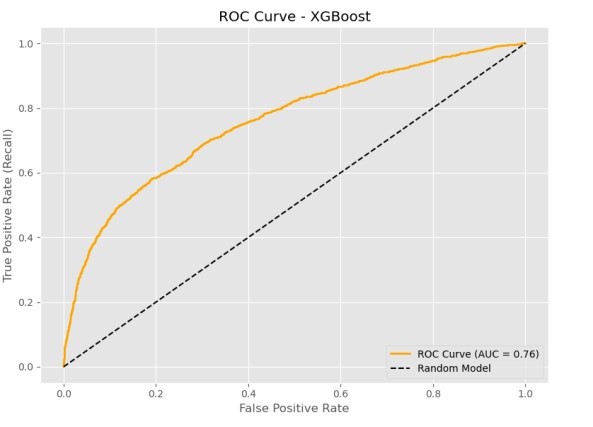 ROC Curve - XGBoost
True Positive Rate (Recall)
1.0
0.8
0.6
0.4
0.2
0.0
0.0 0.2 0.4 0.6 0.8 1.0
False Positive Rate
ROC Curve (AUC = 0.76)
Random Model